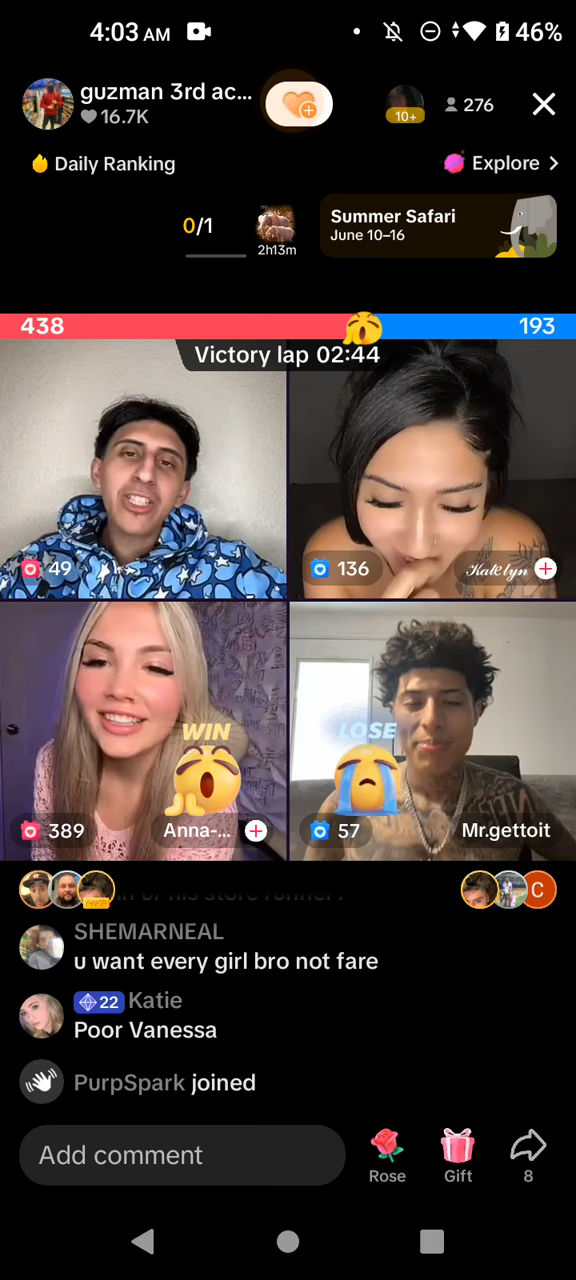 4:03 AM
46%
guzman 3rd ac...
16.7K
10+
276
Daily Ranking
Explore >
0/1
2h13m
Summer Safari
June 10–16
438
193
Victory lap 02:44
49
136
Katelyn
WIN
LOSE
389
Anna-...
57
Mr.gettoit
C
SHEMARNEAL
u want every girl bro not fare
22 Katie
Poor Vanessa
PurpSpark joined
Add comment
Rose
Gift
8